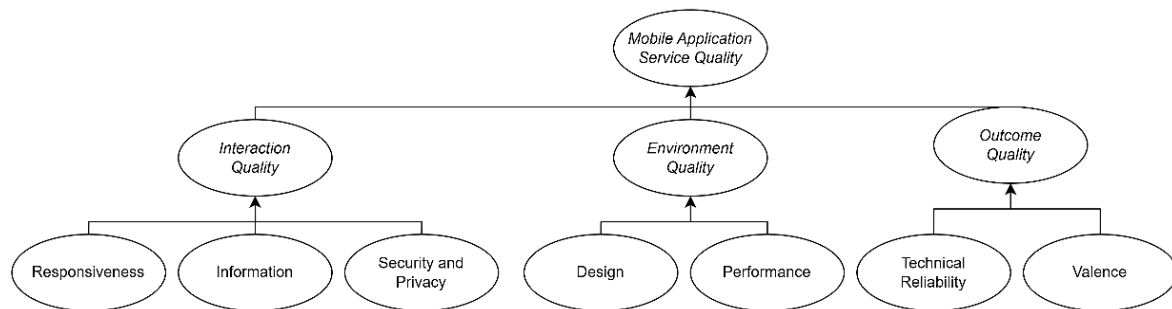 Mobile Application
Service Quality
Interaction
Quality
Environment
Quality
Outcome
Quality
Responsiveness
Information
Security and
Privacy
Design
Performance
Technical
Reliability
Valence